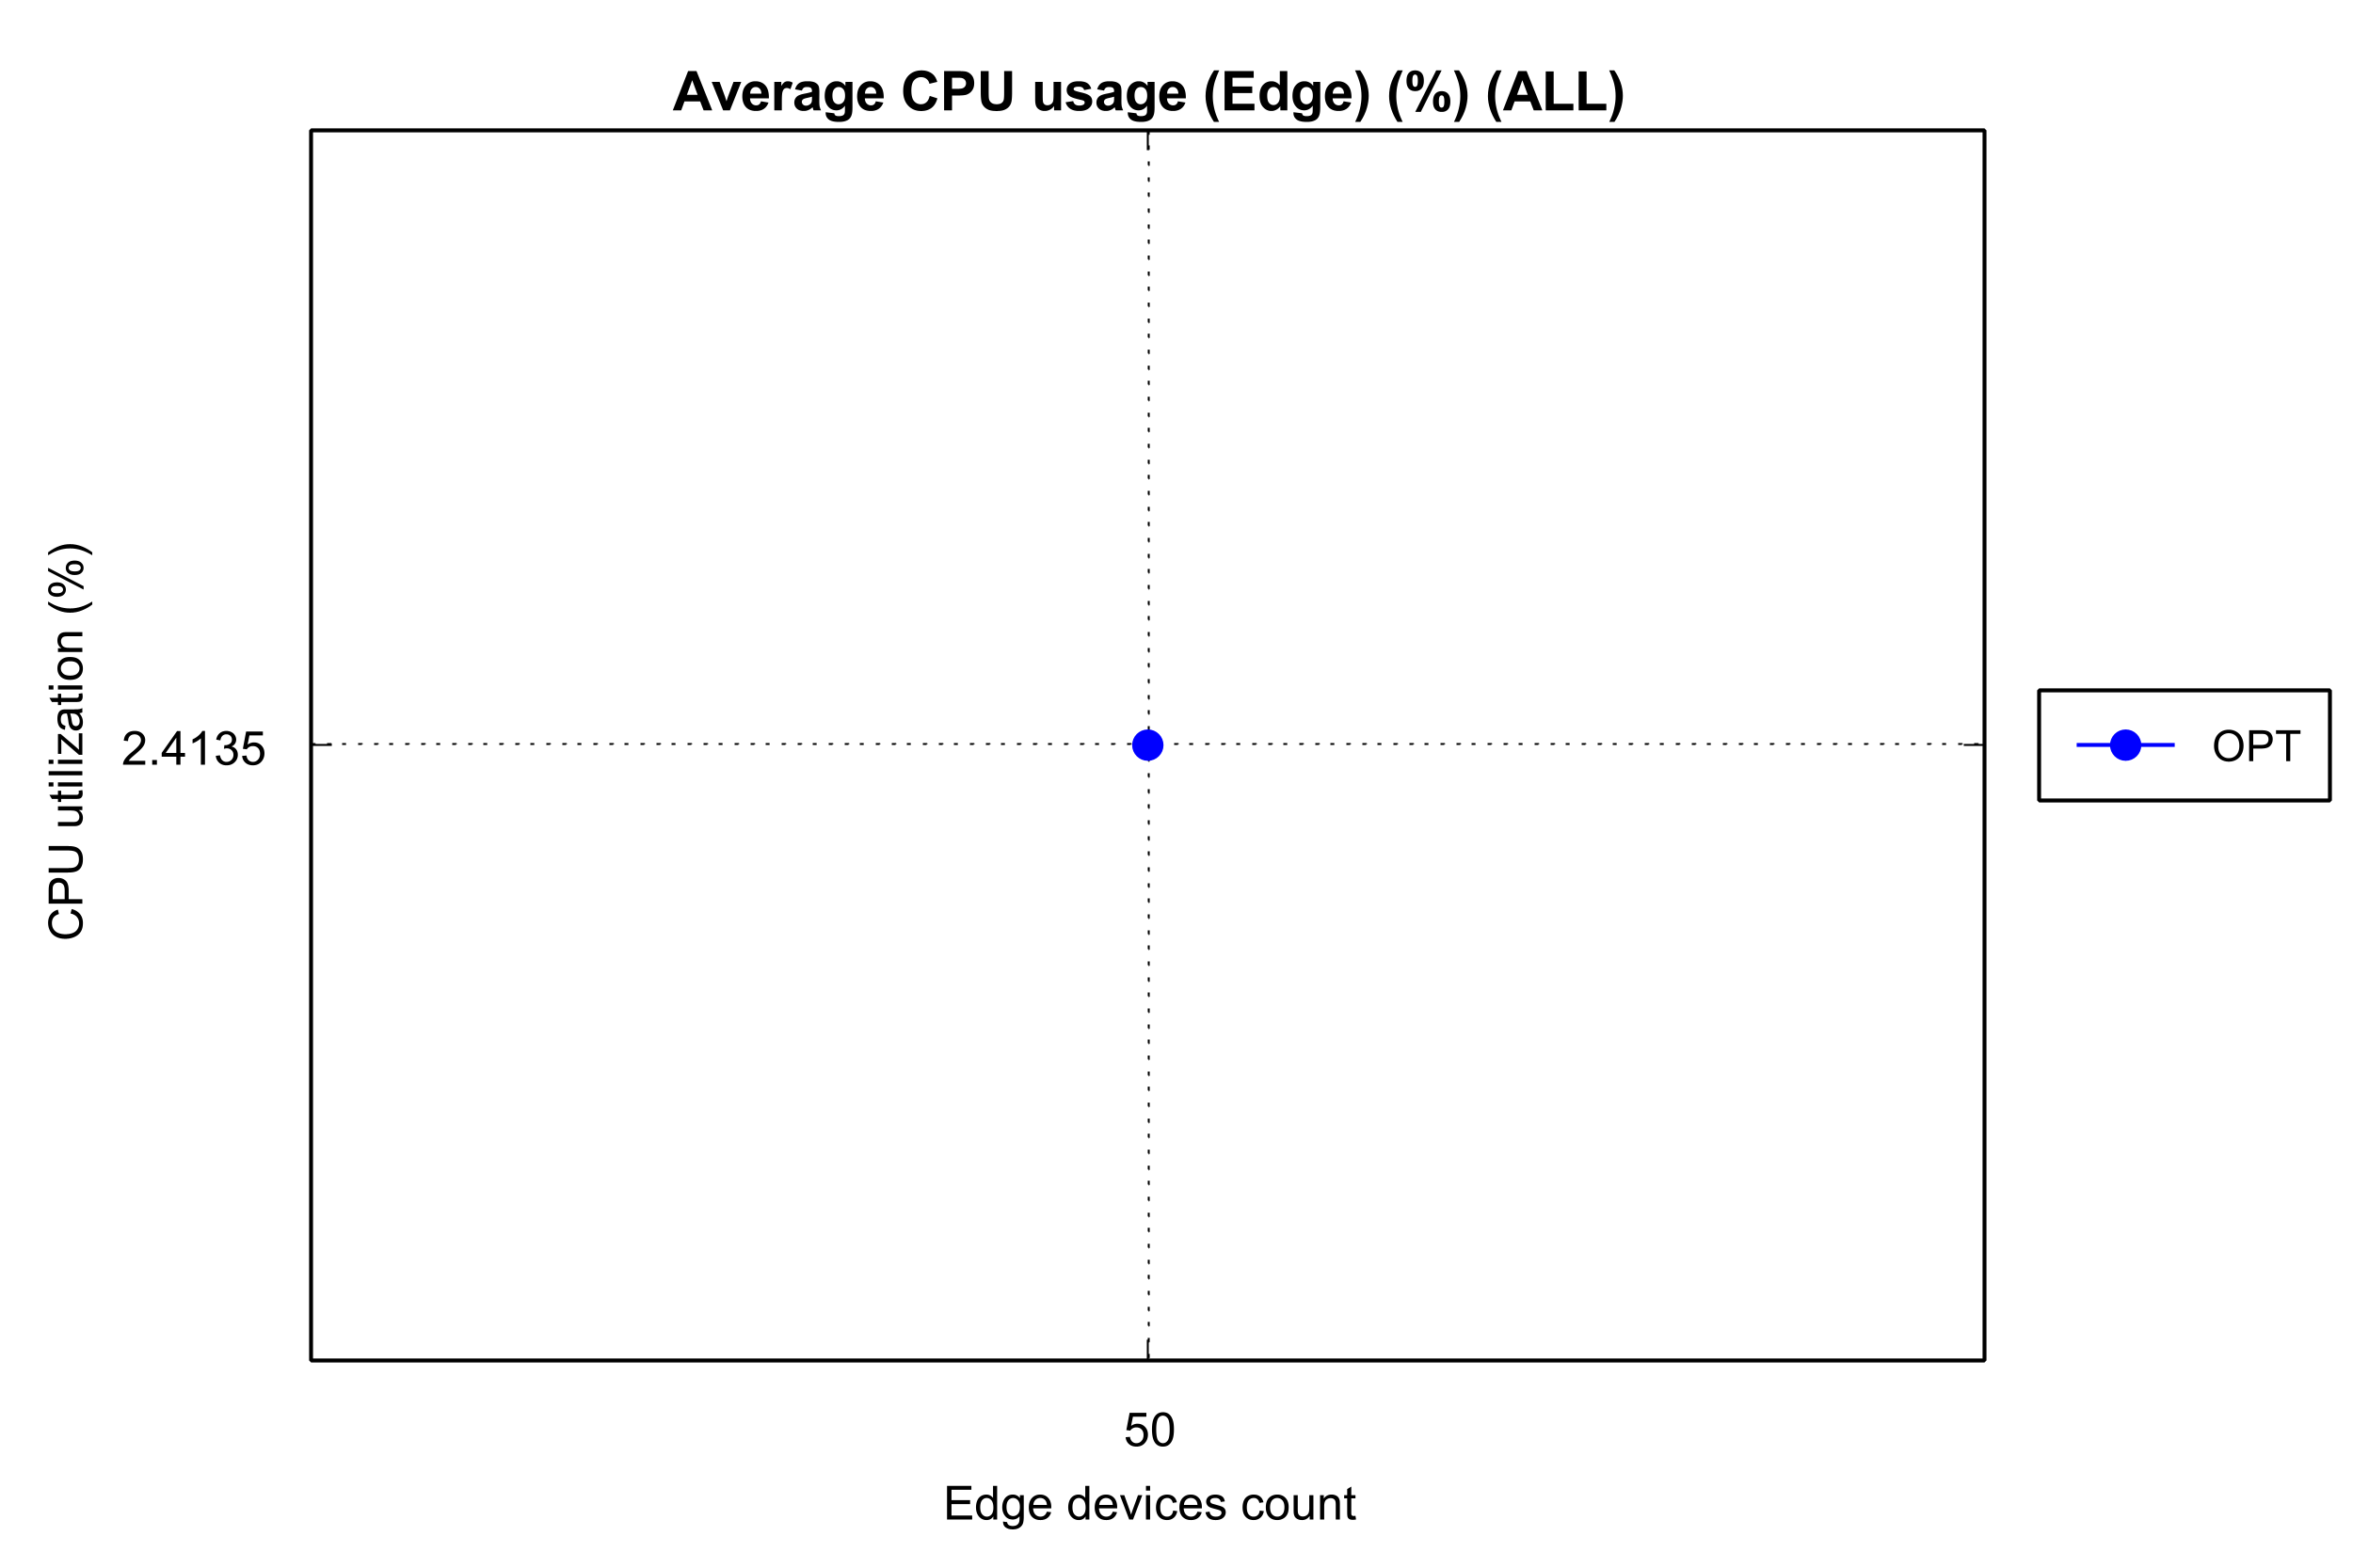 Average CPU usage (Edge) (%) (ALL)
CPU utilization (%)
2.4135
OPT
50
Edge devices count